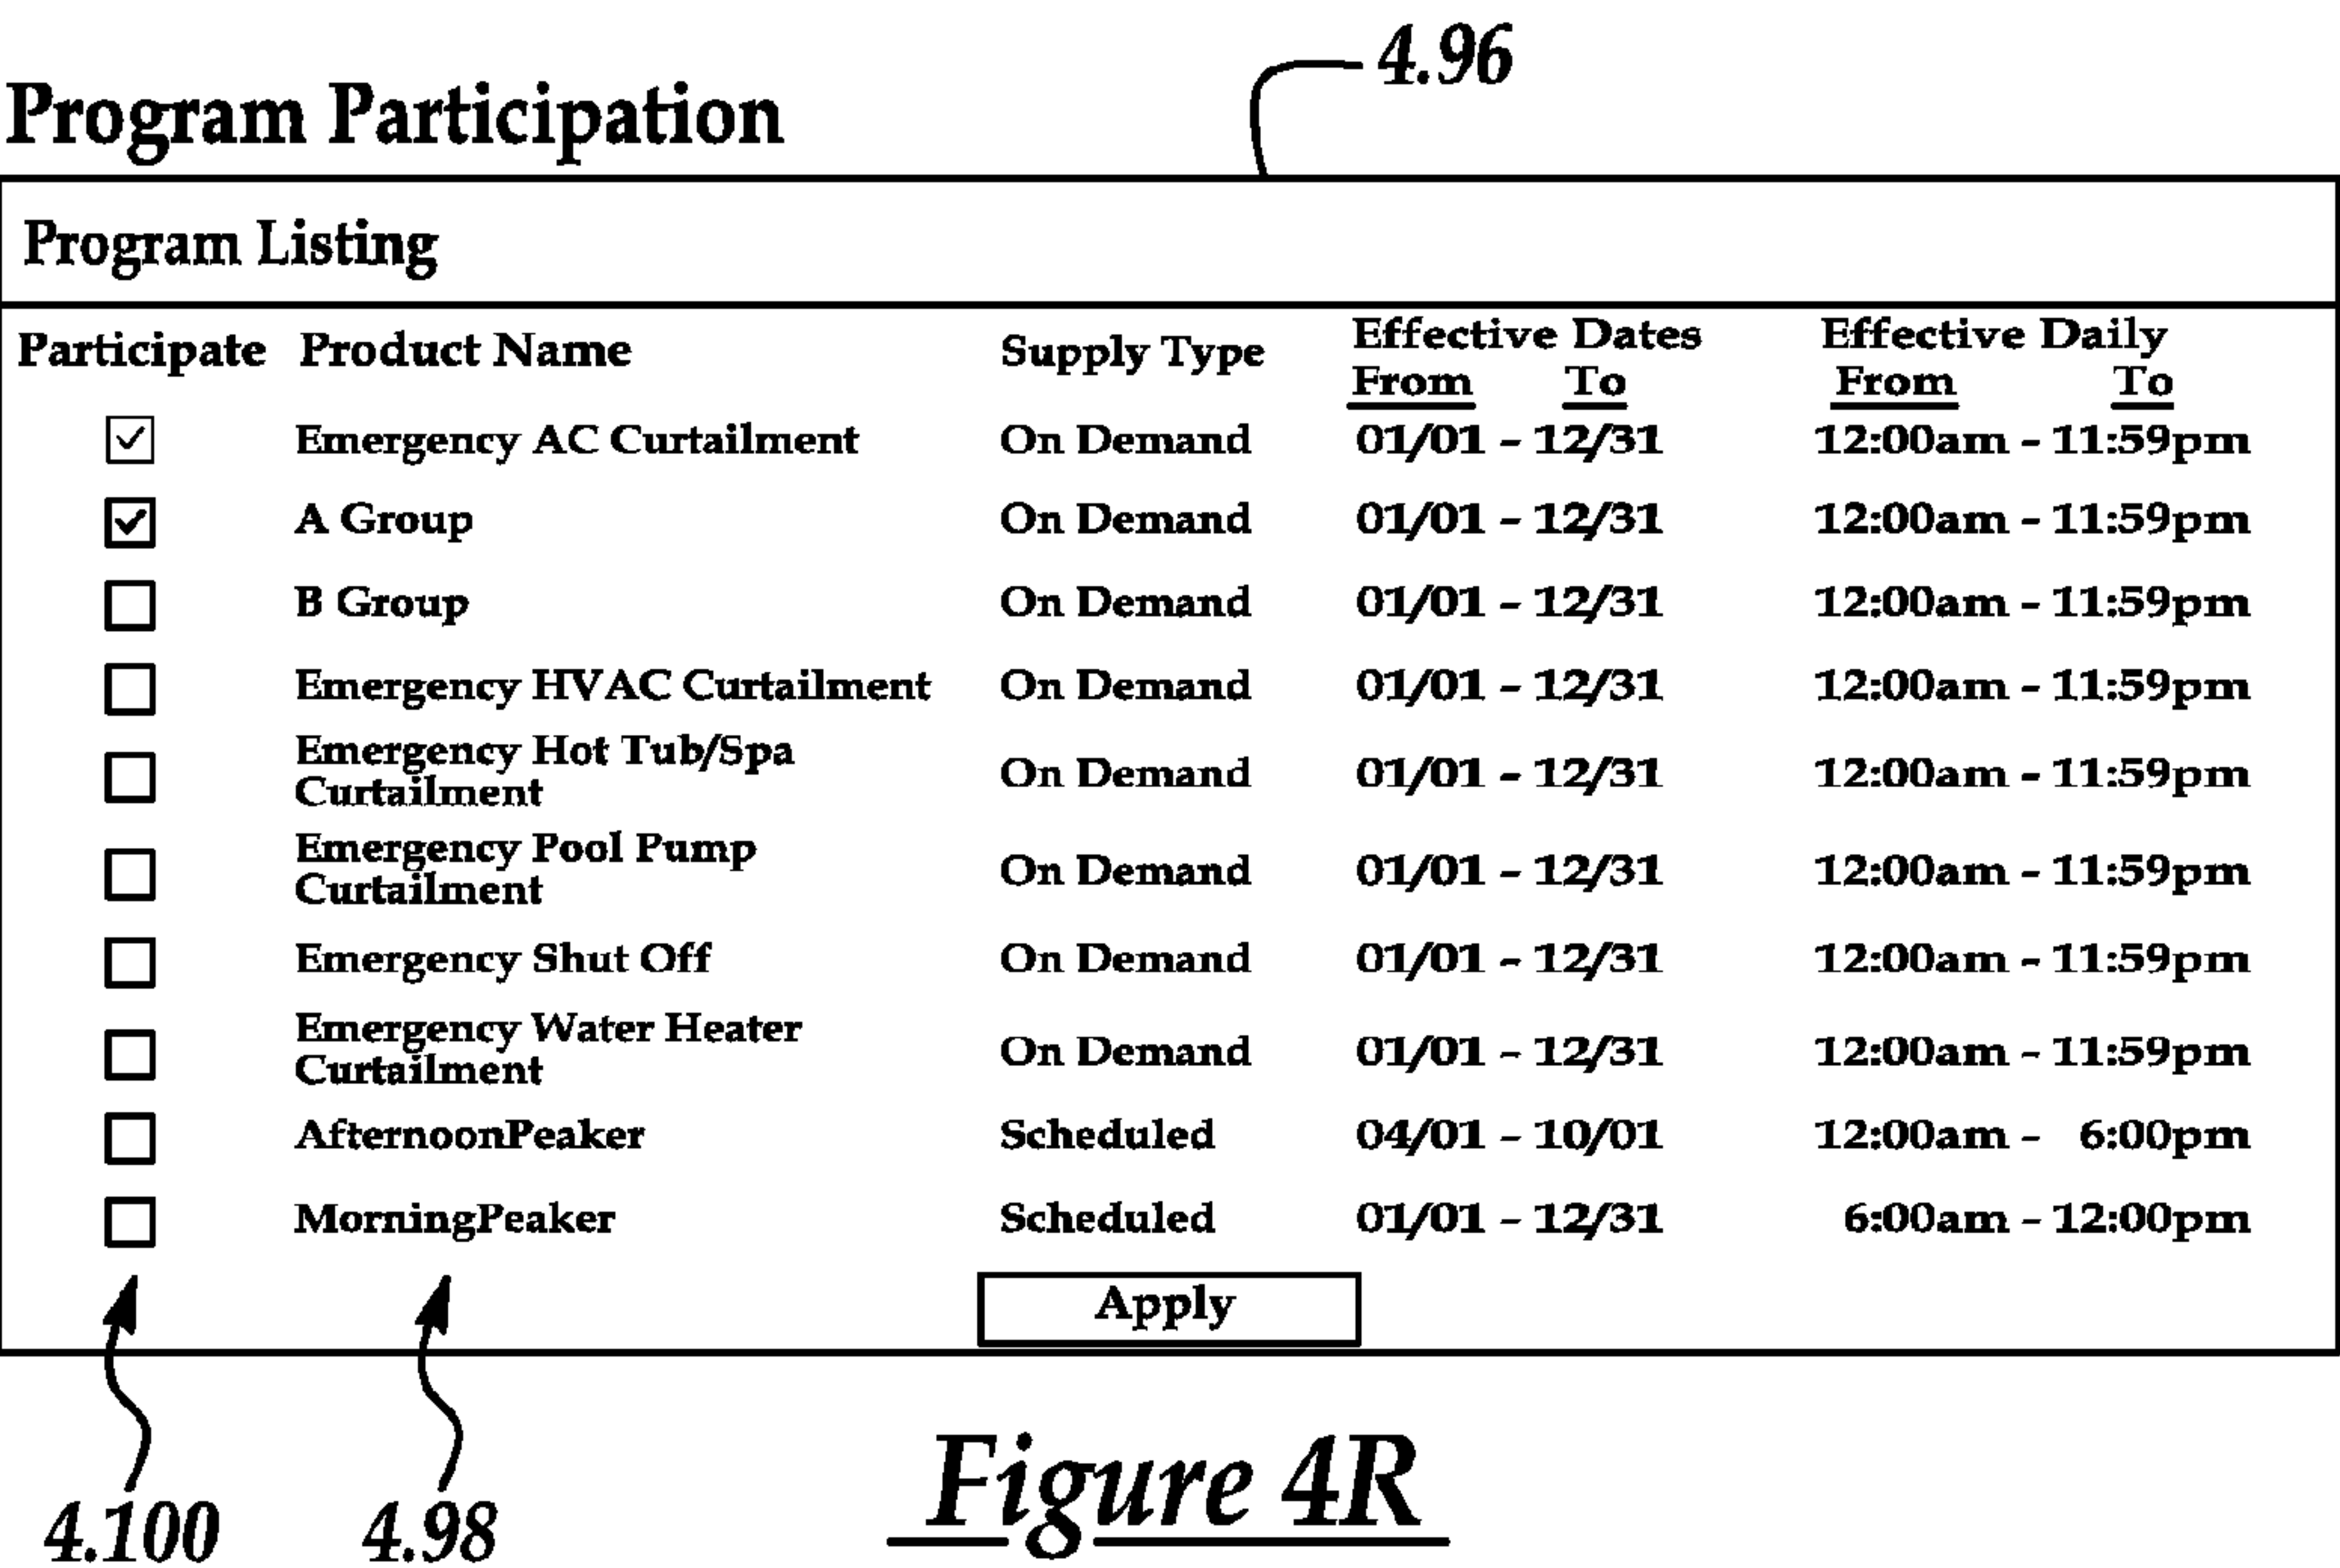 4.96
Program Participation
Program Listing
Participate Product Name Supply Type Effective Dates Effective Daily
From To From To
Emergency AC Curtailment On Demand 01/01 - 12/31 12:00am - 11:59pm
A Group On Demand 01/01 - 12/31 12:00am - 11:59pm
B Group On Demand 01/01 - 12/31 12:00am - 11:59pm
Emergency HVAC Curtailment On Demand 01/01 - 12/31 12:00am - 11:59pm
Emergency Hot Tub/Spa
Curtailment On Demand 01/01 - 12/31 12:00am - 11:59pm
Emergency Pool Pump
Curtailment On Demand 01/01 - 12/31 12:00am - 11:59pm
Emergency Shut Off On Demand 01/01 - 12/31 12:00am - 11:59pm
Emergency Water Heater
Curtailment On Demand 01/01 - 12/31 12:00am - 11:59pm
AfternoonPeaker Scheduled 04/01 - 10/01 12:00am - 6:00pm
MorningPeaker Scheduled 01/01 - 12/31 6:00am - 12:00pm
Apply
4.100 4.98
Figure 4R